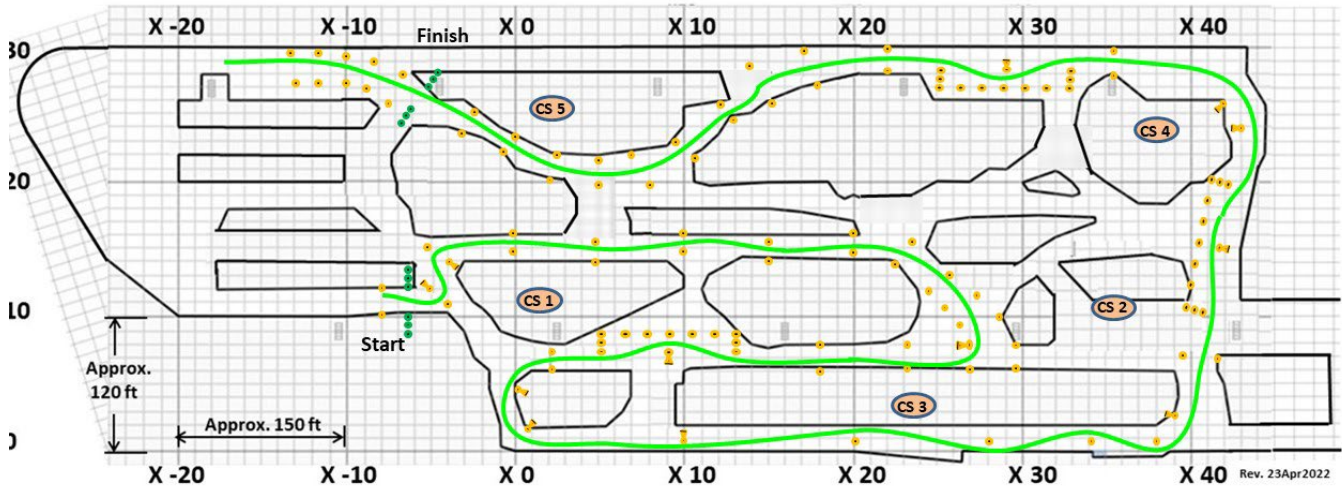 X -20 X -10 X 0 X 10 X 20 X 30 X 40
30
Finish
CS 5
CS 4
20
CS 1
10
CS 2
Start
Approx.
120 ft
CS 3
Approx. 150 ft
0
X -20 X -10 X 0 X 10 X 20 X 30 X 40
Rev. 23Apr2022